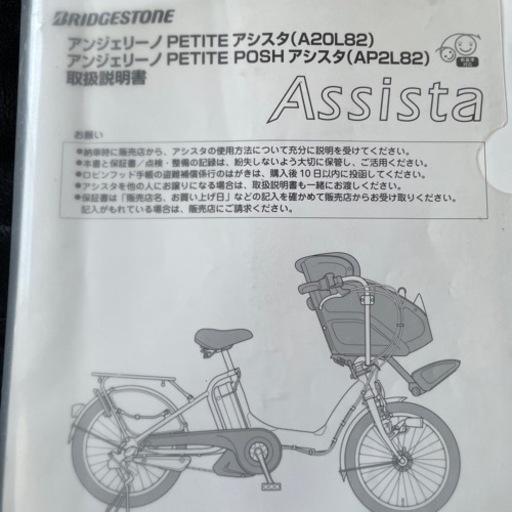 BRIDGESTONE
アンジェリーノ PETITE アシスタ(A20L82)
アンジェリーノ PETITE POSH アシスタ(AP2L82)
取扱説明書
Assista
お願い
●納車時に販売店から、アシスタの使用方法について充分に説明を受けてください。
●本書と保証書／点検・整備の記録は、紛失しないよう大切に保管し、ご活用ください。
●ロビンフッド手帳の盗難補償係行のはがきは、購入後10日以内に投函してください。
●アシスタを他の人にお譲りになる場合は、取扱説明書も一緒にお渡しください。
●保証書は「販売店名、お買い上げ日」などの記入を確かめて販売店からお受け取りください。
記入がもれている場合は、販売店にご請求ください。